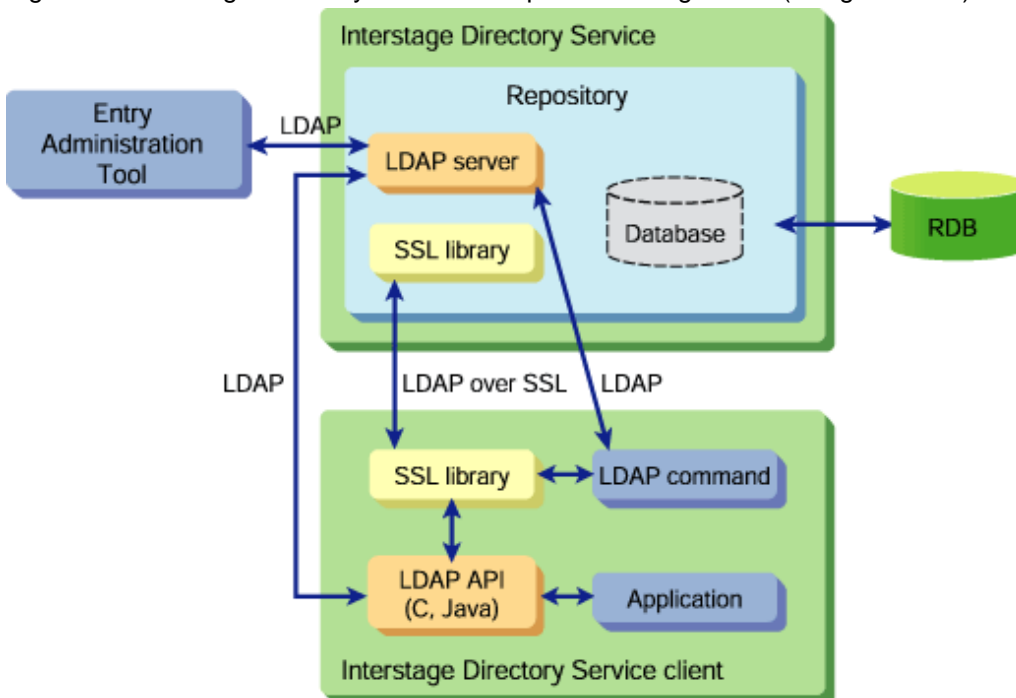 Interstage Directory Service
Repository
Entry
Administration
Tool
LDAP
LDAP server
SSL library
Database
RDB
LDAP
LDAP over SSL
LDAP
SSL library
LDAP command
LDAP API
(C, Java)
Application
Interstage Directory Service client